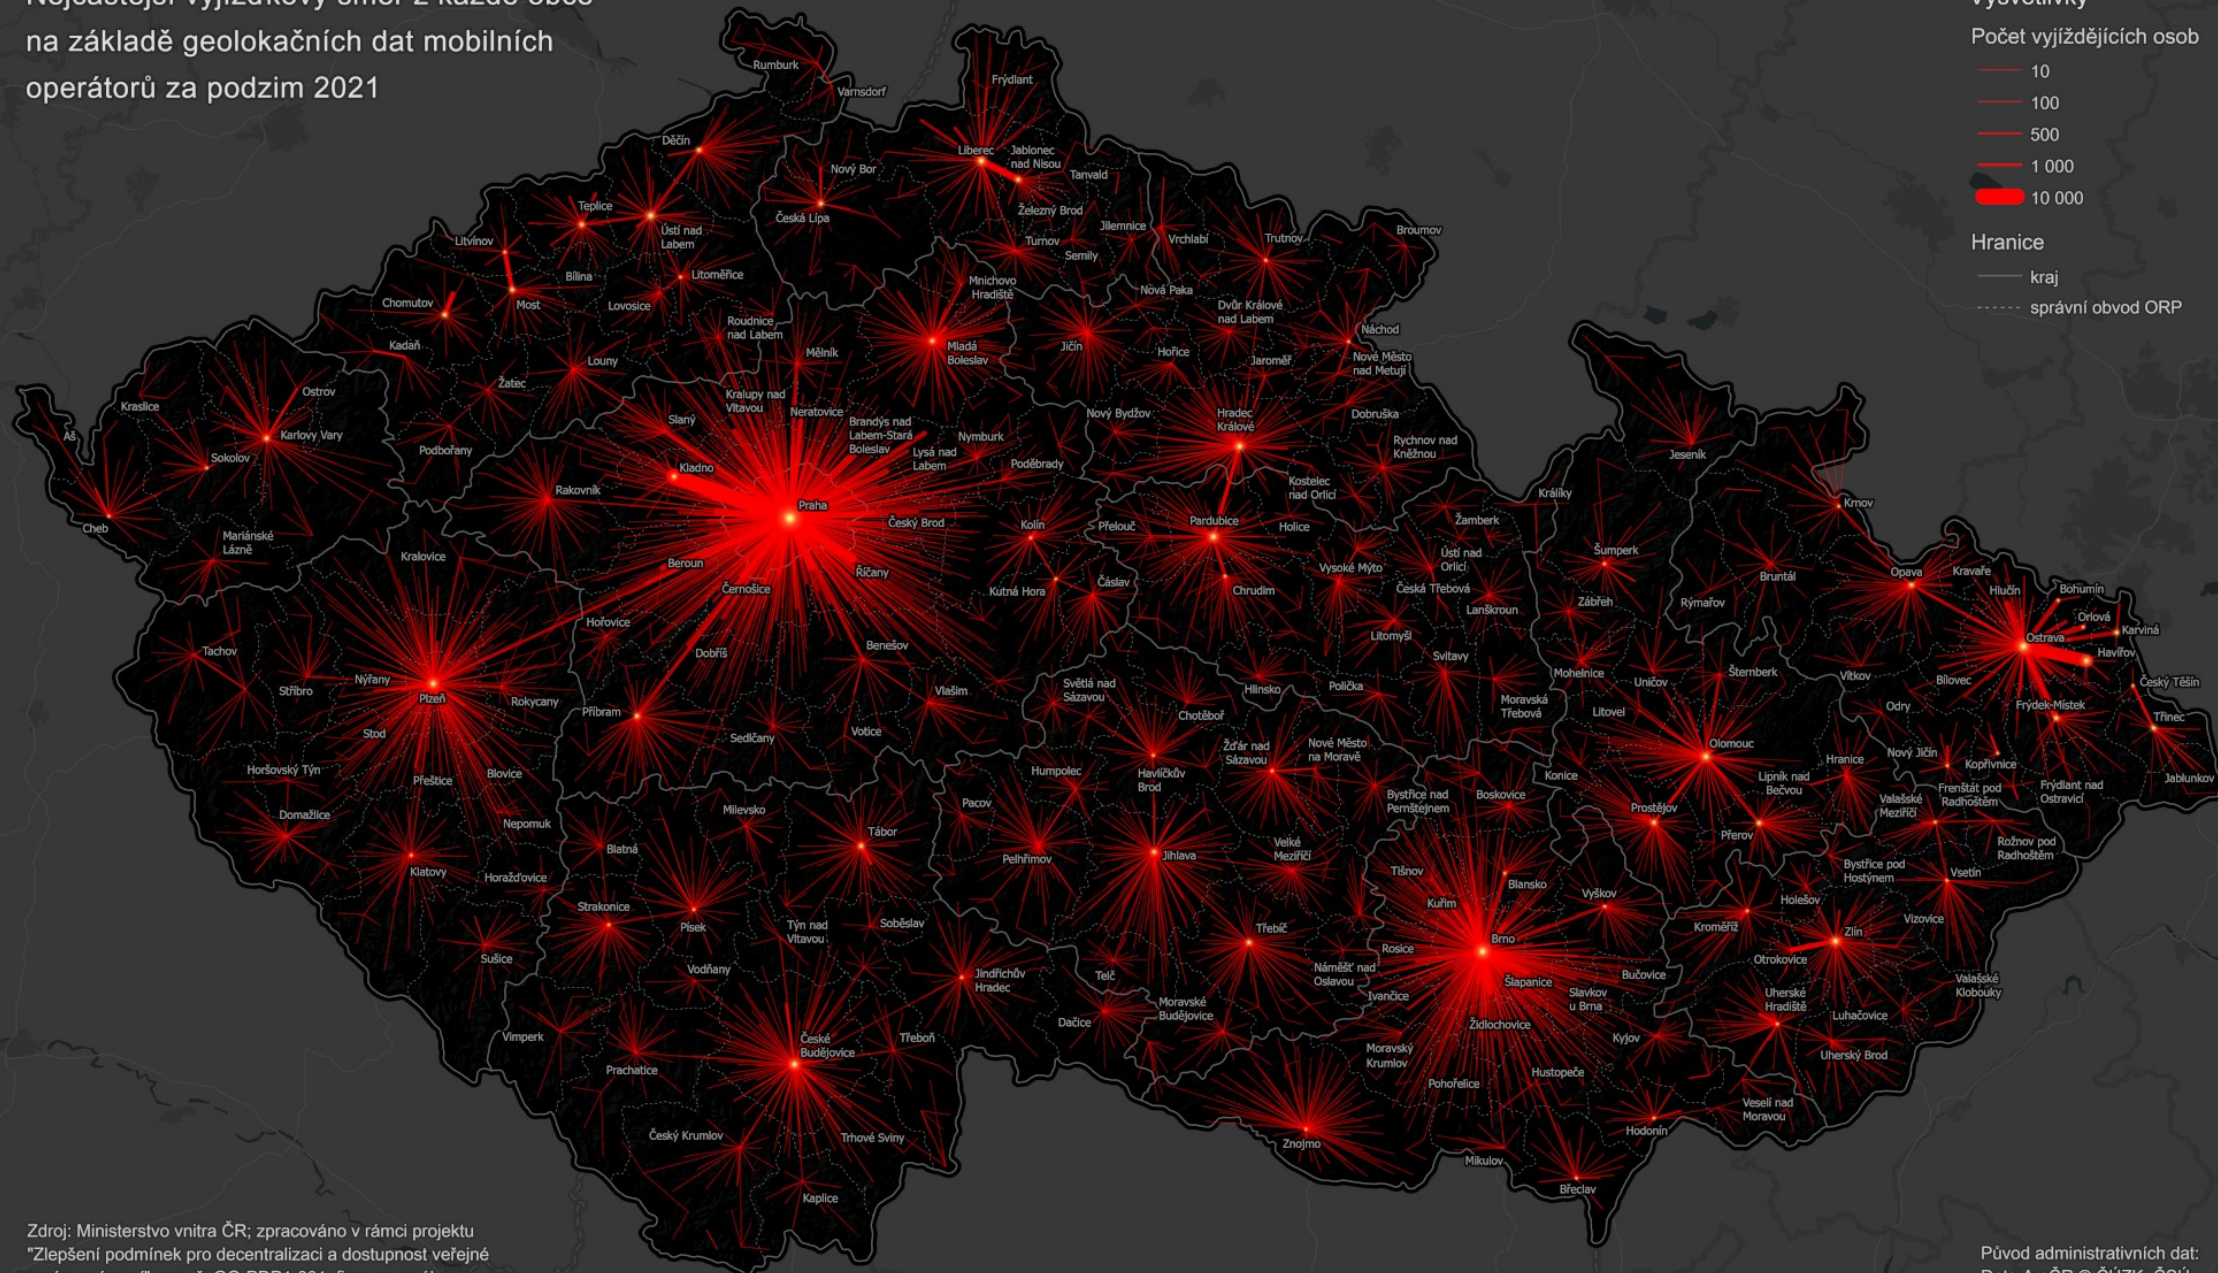 Nejčastější vyjížďkový směr z každé obce
na základě geolokačních dat mobilních
operátorů za podzim 2021
Vysvětlivky
Počet vyjíždějících osob
10
100
500
1 000
10 000
Hranice
kraj
správní obvod ORP
Rumburk
Varnsdorf
Frýdlant
Děčín
Nový Bor
Česká Lípa
Liberec
Jablonec
nad Nisou
Tanvald
Železný Brod
Teplice
Ústí nad
Labem
Litvínov
Bílina
Litoměřice
Most
Lovosice
Chomutov
Kadaň
Roudnice
nad Labem
Louny
Žatec
Podbořany
Turnov
Semily
Jilemnice
Vrchlabí
Trutnov
Broumov
Mnichovo
Hradiště
Mladá
Boleslav
Nová Paka
Jičín
Hořice
Dvůr Králové
nad Labem
Jaroměř
Náchod
Nové Město
nad Metují
Dobruška
Nový Bydžov
Hradec
Králové
Rychnov nad
Kněžnou
Kostelec
nad Orlicí
Kraslice
Ostrov
Aš
Karlovy Vary
Sokolov
Cheb
Mariánské
Lázně
Mělník
Kralupy nad
Vltavou
Neratovice
Slaný
Brandýs nad
Labem-Stará
Boleslav
Lysá nad
Labem
Nymburk
Poděbrady
Kladno
Rakovník
Praha
Český Brod
Kolín
Beroun
Černošice
Říčany
Kutná Hora
Čáslav
Hořovice
Dobříš
Benešov
Příbram
Vlašim
Sedlčany
Votice
Přelouč
Pardubice
Holice
Chrudim
Vysoké Mýto
Žamberk
Králíky
Ústí nad
Orlicí
Česká Třebová
Lanškroun
Litomyšl
Svitavy
Polička
Hlinsko
Moravská
Třebová
Jeseník
Krnov
Šumperk
Bruntál
Rýmařov
Zábřeh
Mohelnice
Uničov
Šternberk
Litovel
Olomouc
Konice
Prostějov
Přerov
Lipník nad
Bečvou
Hranice
Opava
Kravaře
Hlučín
Bohumín
Orlová
Karviná
Ostrava
Havířov
Český Těšín
Vítkov
Bílovec
Frýdek-Místek
Třinec
Odry
Nový Jičín
Kopřivnice
Jablunkov
Frenštát pod
Radhoštěm
Frýdlant nad
Ostravicí
Kralovice
Tachov
Stříbro
Nýřany
Plzeň
Rokycany
Stod
Horšovský Týn
Přeštice
Blovice
Domažlice
Nepomuk
Klatovy
Horažďovice
Sušice
Milevsko
Blatná
Tábor
Strakonice
Písek
Týn nad
Vltavou
Soběslav
Vodňany
Jindřichův
Hradec
Vimperk
České
Budějovice
Třeboň
Prachatice
Český Krumlov
Trhové Sviny
Kaplice
Dačice
Světlá nad
Sázavou
Chotěboř
Havlíčkův
Brod
Humpolec
Žďár nad
Sázavou
Nové Město
na Moravě
Bystřice nad
Pernštejnem
Pacov
Pelhřimov
Jihlava
Velké
Meziříčí
Třebíč
Telč
Náměšť nad
Oslavou
Moravské
Budějovice
Boskovice
Tišnov
Blansko
Kuřim
Vyškov
Brno
Rosice
Šlapanice
Ivančice
Slavkov
u Brna
Bučovice
Židlochovice
Moravský
Krumlov
Pohořelice
Hustopeče
Kyjov
Znojmo
Mikulov
Břeclav
Hodonín
Veselí nad
Moravou
Valašské
Meziříčí
Rožnov pod
Radhoštěm
Bystřice pod
Hostýnem
Vsetín
Holešov
Kroměříž
Zlín
Vizovice
Otrokovice
Valašské
Klobouky
Uherské
Hradiště
Luhačovice
Uherský Brod
Zdroj: Ministerstvo vnitra ČR; zpracováno v rámci projektu
"Zlepšení podmínek pro decentralizaci a dostupnost veřejné
Původ administrativních dat: